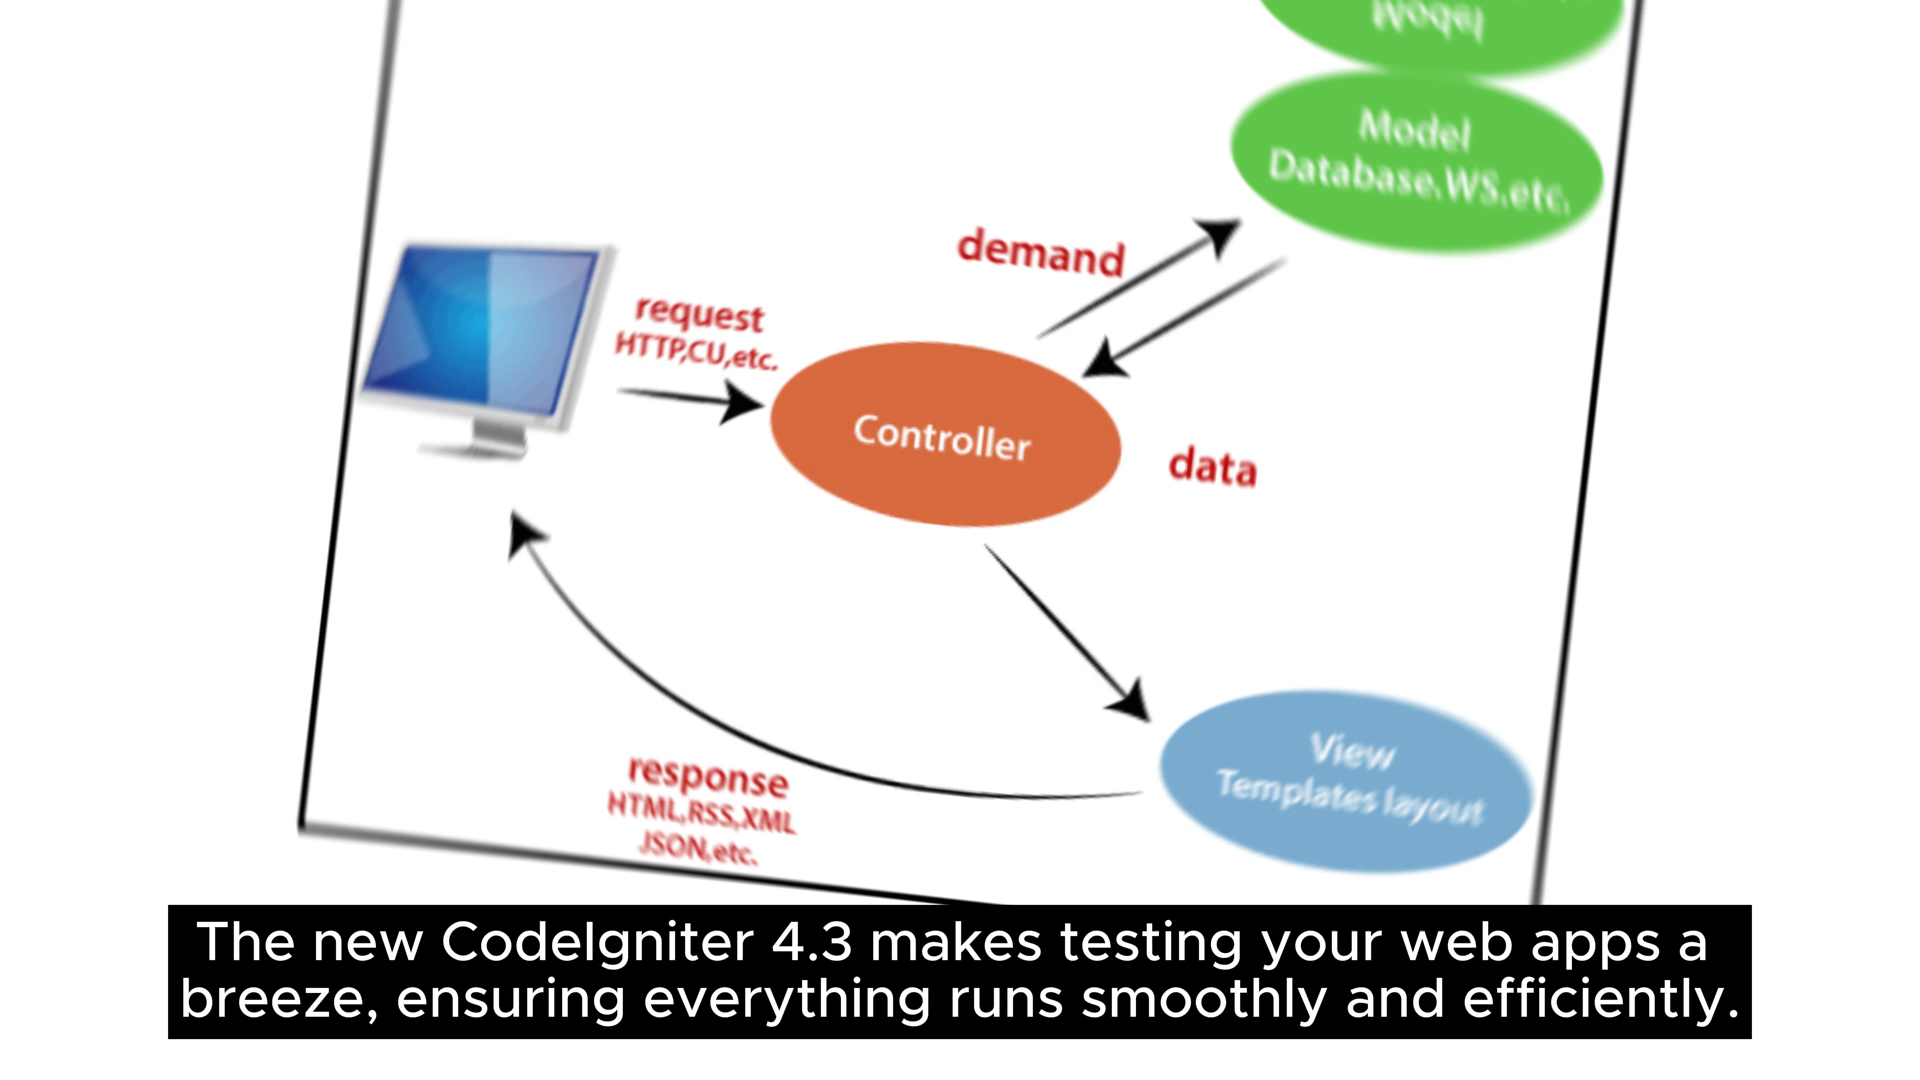 Model
Model
Database.WS.etc.
demand
request
HTTP,CU,etc.
Controller
data
View
Templates layout
response
HTML,RSS,XML
JSON,etc.
The new CodeIgniter 4.3 makes testing your web apps a
breeze, ensuring everything runs smoothly and efficiently.